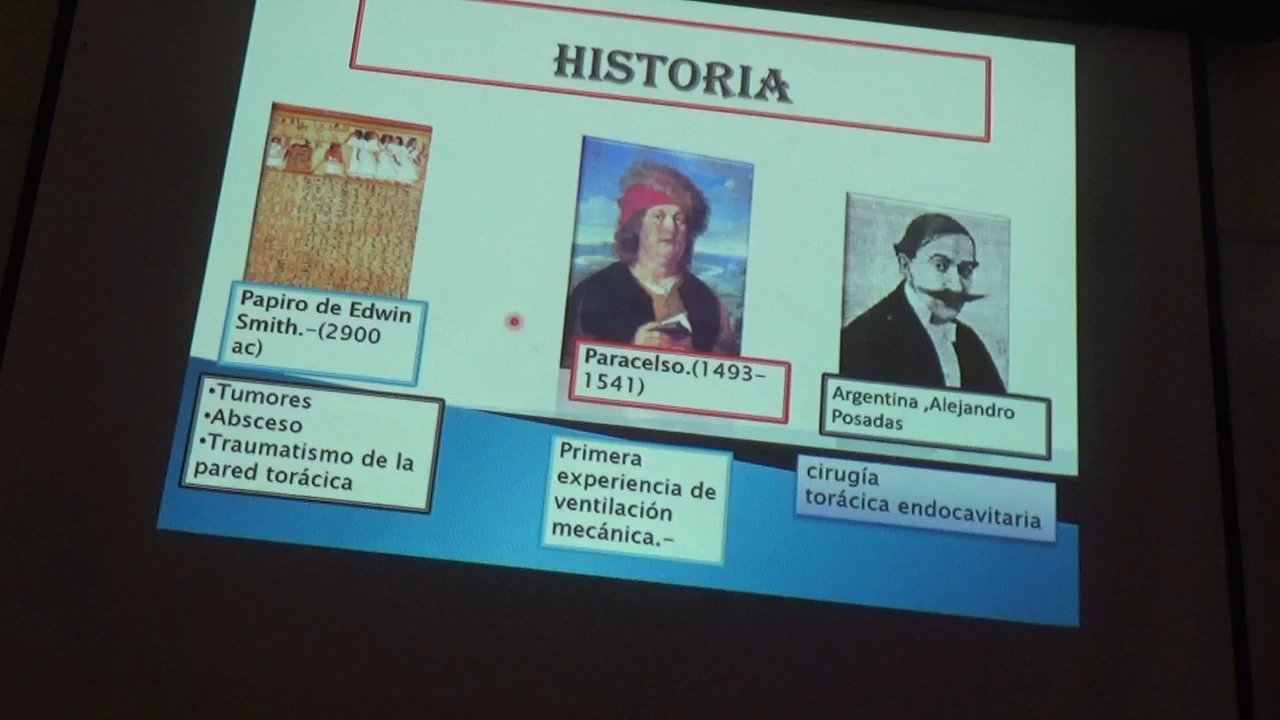 HISTORIA
Papiro de Edwin
Smith.-(2900
ac)
•Tumores
•Absceso
•Traumatismo de la
pared torácica
Paracelso.(1493-
1541)
Primera
experiencia de
ventilación
mecánica.-
Argentina ,Alejandro
Posadas
cirugía
torácica endocavitaria